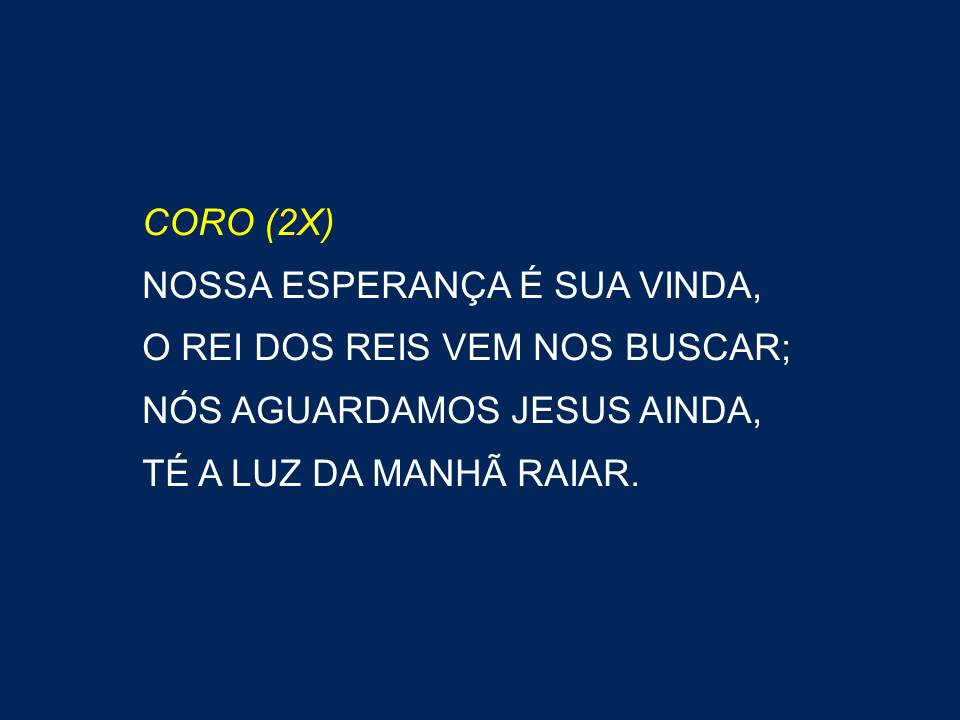 CORO (2X)
NOSSA ESPERANÇA É SUA VINDA,
O REI DOS REIS VEM NOS BUSCAR;
NÓS AGUARDAMOS JESUS AINDA,
TÉ A LUZ DA MANHÃ RAIAR.